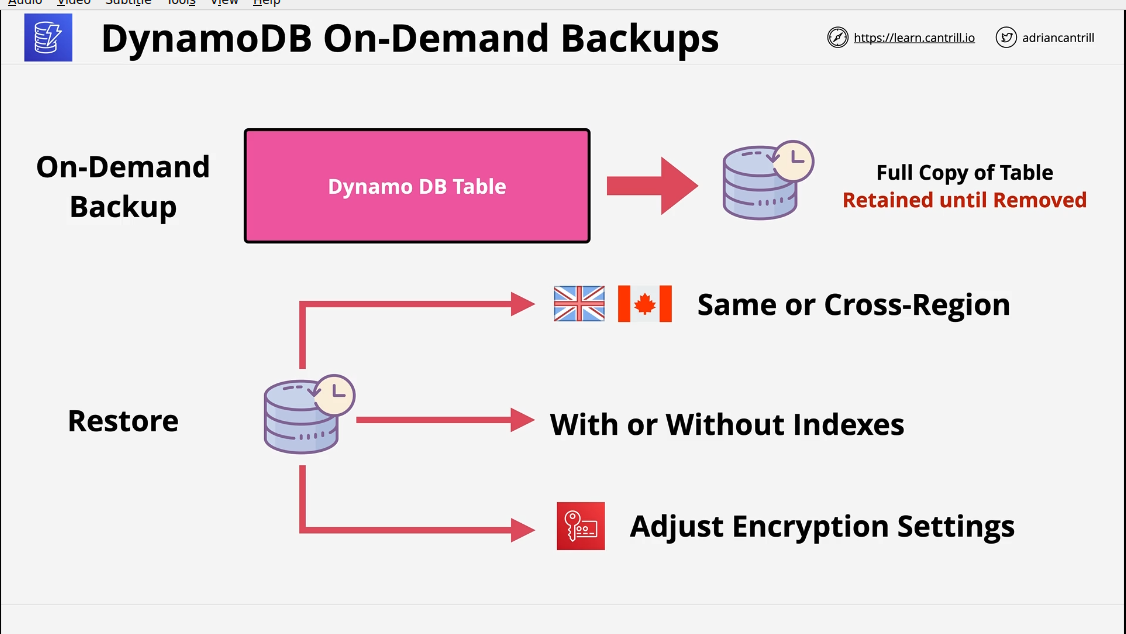 Audio Video Subtitle Tools View Help
DynamoDB On-Demand Backups
https://learn.cantrill.io
adriancantrill
On-Demand
Backup
Dynamo DB Table
Full Copy of Table
Retained until Removed
Same or Cross-Region
Restore
With or Without Indexes
Adjust Encryption Settings